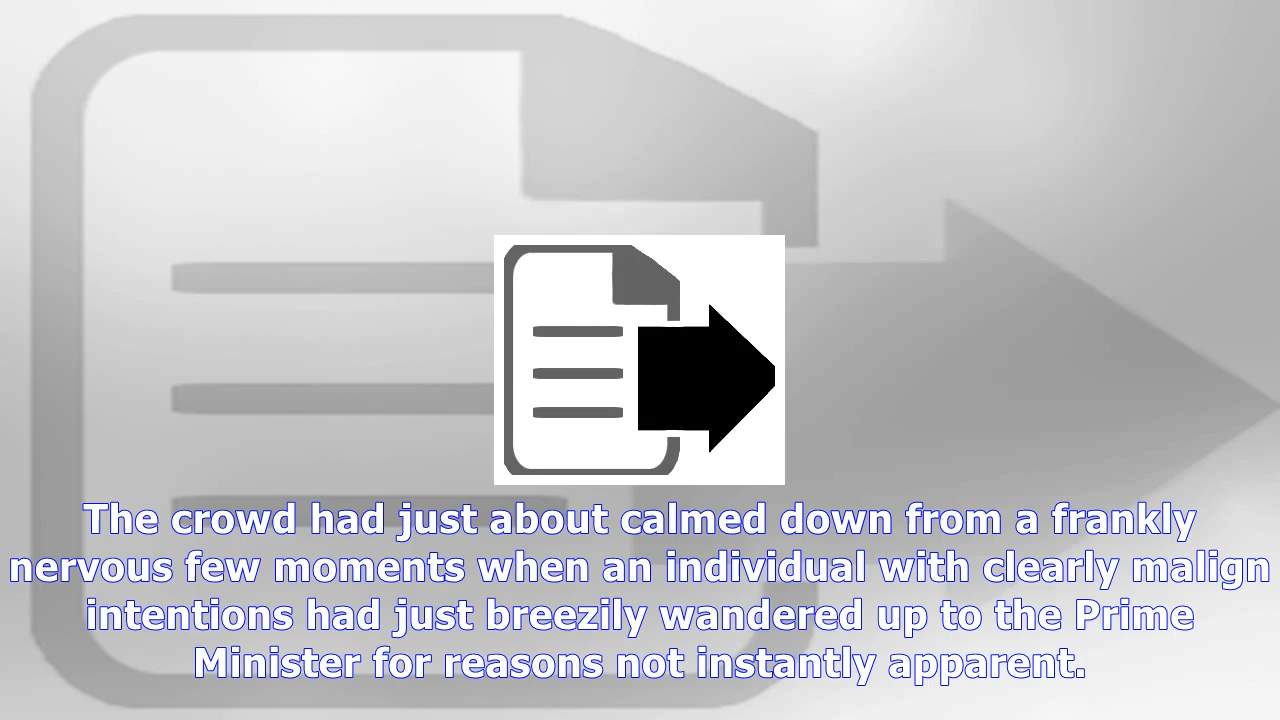 The crowd had just about calmed down from a frankly
nervous few moments when an individual with clearly malign
intentions had just breezily wandered up to the Prime
Minister for reasons not instantly apparent.